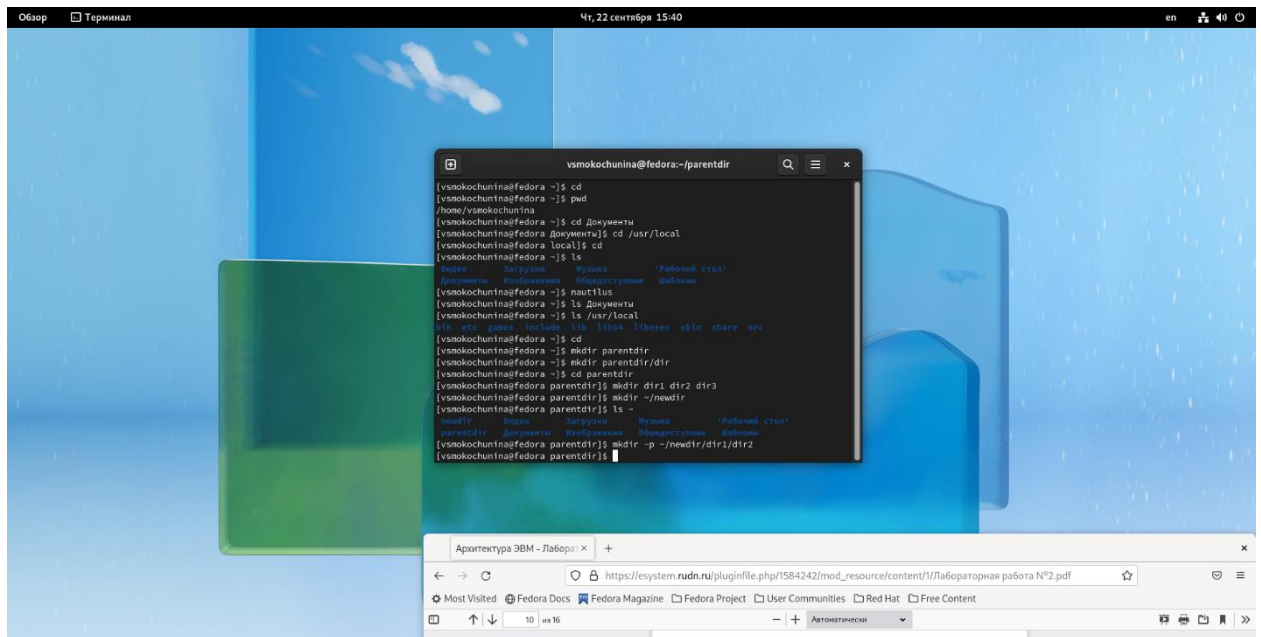 Обзор Терминал Чт, 22 сентября 15:40 en
vsmokochunina@fedora:~/parentdir
[vsmokochunina@fedora ~]$ cd
[vsmokochunina@fedora ~]$ pwd
/home/vsmokochunina
[vsmokochunina@fedora ~]$ cd Документы
[vsmokochunina@fedora Документы]$ cd /usr/local
[vsmokochunina@fedora local]$ cd
[vsmokochunina@fedora ~]$ ls
Видео Загрузки Музыка 'Рабочий стол'
Документы Изображения Общедоступные Шаблоны
[vsmokochunina@fedora ~]$ nautilus
[vsmokochunina@fedora ~]$ ls Документы
[vsmokochunina@fedora ~]$ ls /usr/local
bin etc games include lib lib64 libexec sbin share src
[vsmokochunina@fedora ~]$ cd
[vsmokochunina@fedora ~]$ mkdir parentdir
[vsmokochunina@fedora ~]$ mkdir parentdir/dir
[vsmokochunina@fedora ~]$ cd parentdir
[vsmokochunina@fedora parentdir]$ mkdir dir1 dir2 dir3
[vsmokochunina@fedora parentdir]$ mkdir ~/newdir
[vsmokochunina@fedora parentdir]$ ls ~
newdir Видео Загрузки Музыка 'Рабочий стол'
parentdir Документы Изображения Общедоступные Шаблоны
[vsmokochunina@fedora parentdir]$ mkdir -p ~/newdir/dir1/dir2
[vsmokochunina@fedora parentdir]$
Архитектура ЭВМ - Лаборат
https://esystem.rudn.ru/pluginfile.php/1584242/mod_resource/content/1/Лабораторная работа №2.pdf
Most Visited Fedora Docs Fedora Magazine Fedora Project User Communities Red Hat Free Content
10 из 16 Автоматически